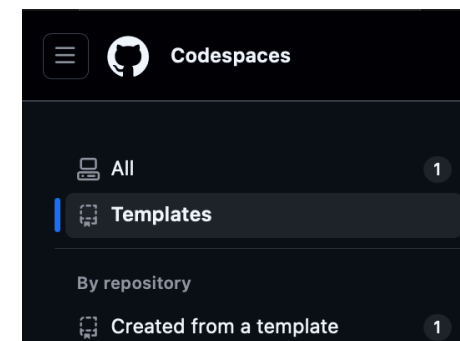 Codespaces
All 1
Templates
By repository
Created from a template 1